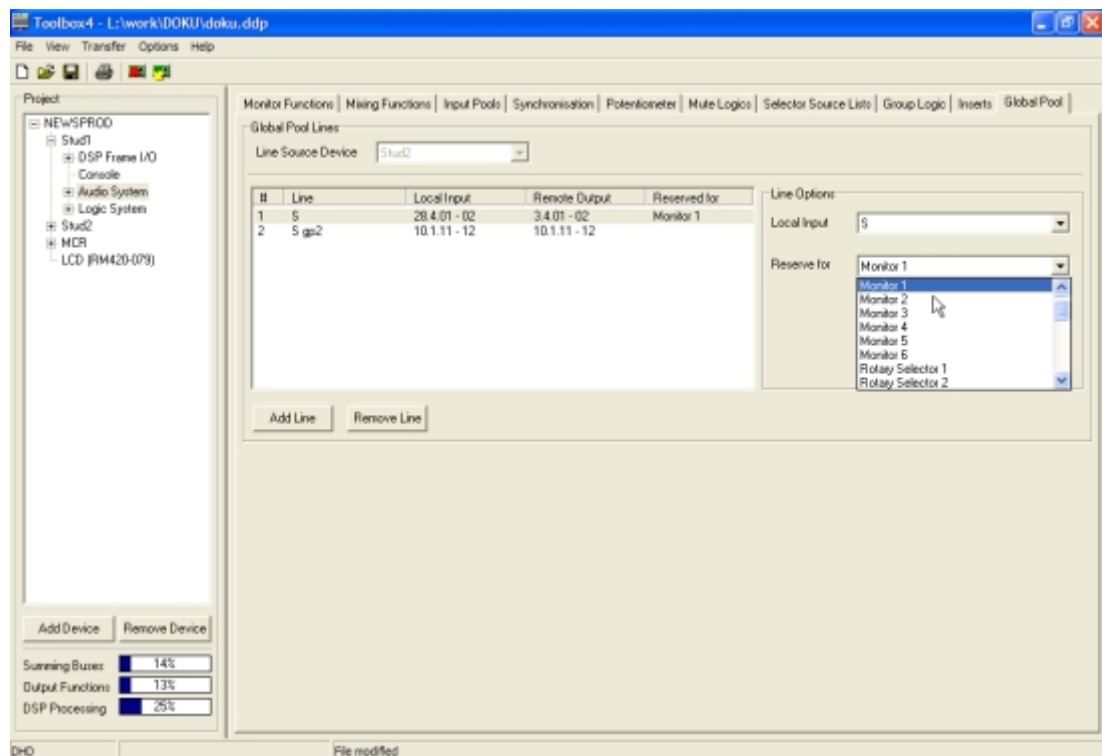 Toolbox4 - L:\work\DOKU\doku.ddp
File View Transfer Options Help
Project
NEWSPROD
Stud1
DSP Frame I/O
Console
Audio System
Logic System
Stud2
MCR
LCD (RM420-079)
Add Device Remove Device
Summing Buses 14%
Output Functions 13%
DSP Processing 25%
Monitor Functions Mixing Functions Input Pools Synchronisation Potentiometer Mute Logics Selector Source Lists Group Logic Inserts Global Pool
Global Pool Lines
Line Source Device Stud2
# Line Local Input Remote Output Reserved for
1 S 28.4.01 - 02 3.4.01 - 02 Monitor 1
2 S gp2 10.1.11 - 12 10.1.11 - 12
Add Line Remove Line
Line Options
Local Input S
Reserve for Monitor 1
Monitor 1
Monitor 2
Monitor 3
Monitor 4
Monitor 5
Monitor 6
Rotary Selector 1
Rotary Selector 2
DHD File modified